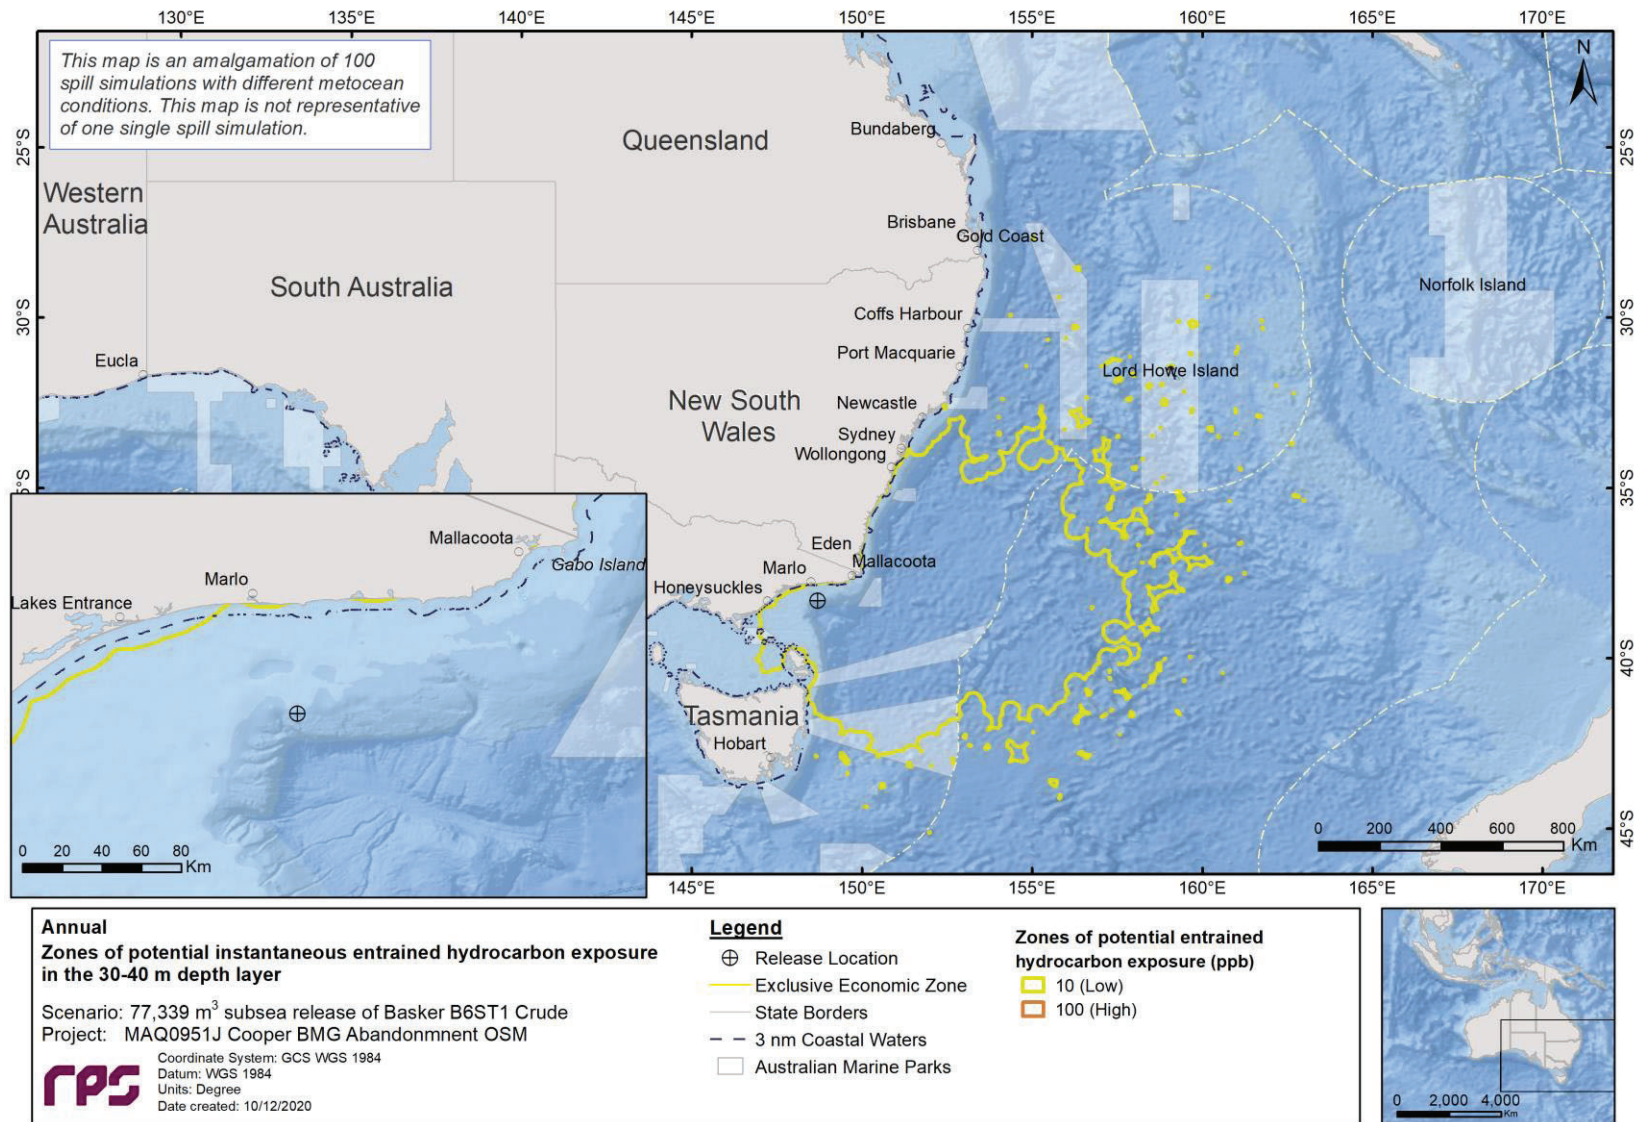 130°E 135°E 140°E 145°E 150°E 155°E 160°E 165°E 170°E
This map is an amalgamation of 100
spill simulations with different metocean
conditions. This map is not representative
of one single spill simulation.
N
25°S 25°S
Bundaberg
Queensland
Western
Australia
Brisbane
Gold Coast
South Australia
Norfolk Island
30°S 30°S
Coffs Harbour
Port Macquarie
Eucla
Lord Howe Island
New South
Wales
Newcastle
Sydney
Wollongong
5°S 35°S
Eden
Mallacoota
Marlo
Honeysuckles
Mallacoota
Gabo Island
Marlo
Lakes Entrance
40°S
Tasmania
Hobart
45°S
0 20 40 60 80
Km
0 200 400 600 800
Km
145°E 150°E 155°E 160°E 165°E 170°E
Annual
Zones of potential instantaneous entrained hydrocarbon exposure
in the 30-40 m depth layer
Scenario: 77,339 m³ subsea release of Basker B6ST1 Crude
Project: MAQ0951J Cooper BMG Abandonmnent OSM
rps
Coordinate System: GCS WGS 1984
Datum: WGS 1984
Units: Degree
Date created: 10/12/2020
Legend
Release Location
Exclusive Economic Zone
State Borders
3 nm Coastal Waters
Australian Marine Parks
Zones of potential entrained
hydrocarbon exposure (ppb)
10 (Low)
100 (High)
0 2,000 4,000
Km